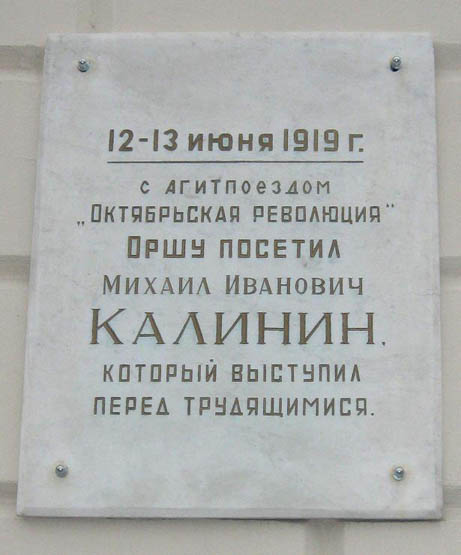 12-13 июня 1919 г.
с агитпоездом
„Октябрьская революция"
Оршу посетил
Михаил Иванович
Калинин,
который выступил
перед трудящимися.